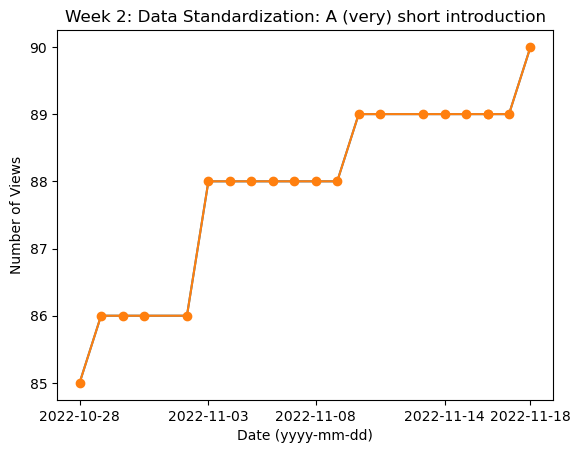 Week 2: Data Standardization: A (very) short introduction
90
89
88
87
86
85
Number of Views
2022-10-28 2022-11-03 2022-11-08 2022-11-14 2022-11-18
Date (yyyy-mm-dd)